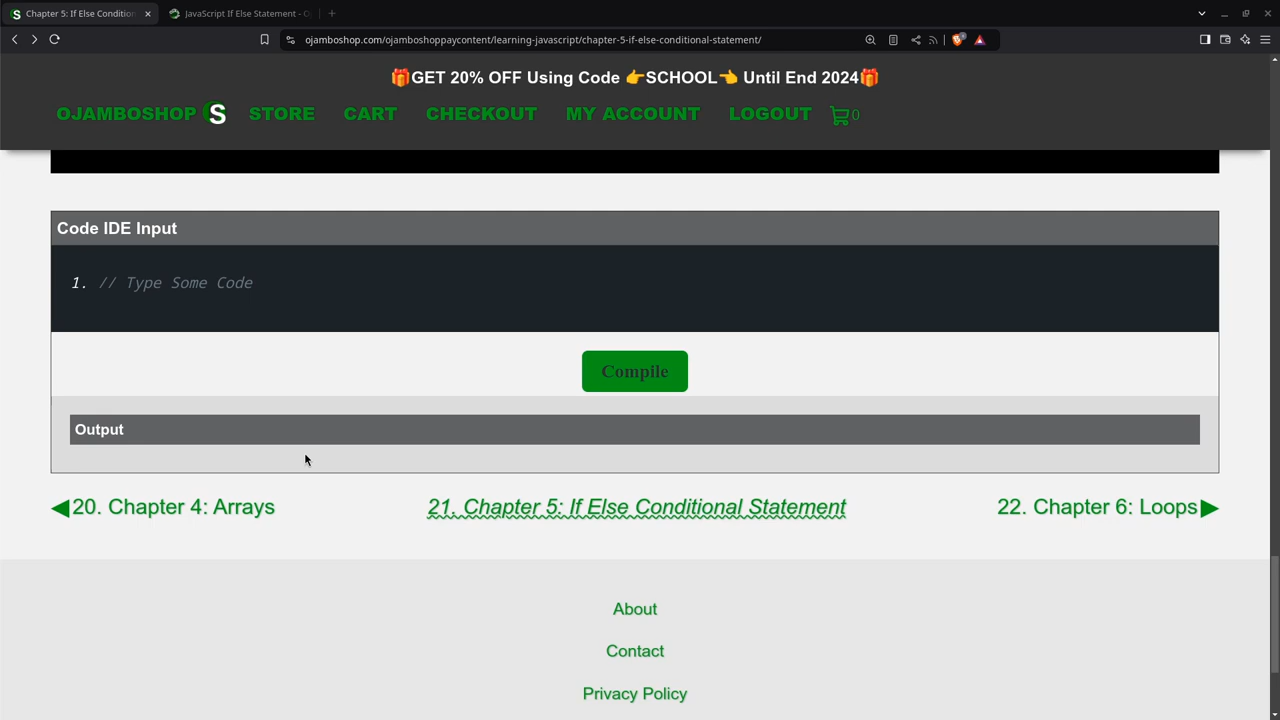 Chapter 5: If Else Condition
JavaScript If Else Statement - O
ojamboshop.com/ojamboshoppaycontent/learning-javascript/chapter-5-if-else-conditional-statement/
🎁GET 20% OFF Using Code 👉SCHOOL👈 Until End 2024🎁
OJAMBOSHOP S STORE CART CHECKOUT MY ACCOUNT LOGOUT 0
Code IDE Input
1. // Type Some Code
Compile
Output
◀20. Chapter 4: Arrays
21. Chapter 5: If Else Conditional Statement
22. Chapter 6: Loops▶
About
Contact
Privacy Policy